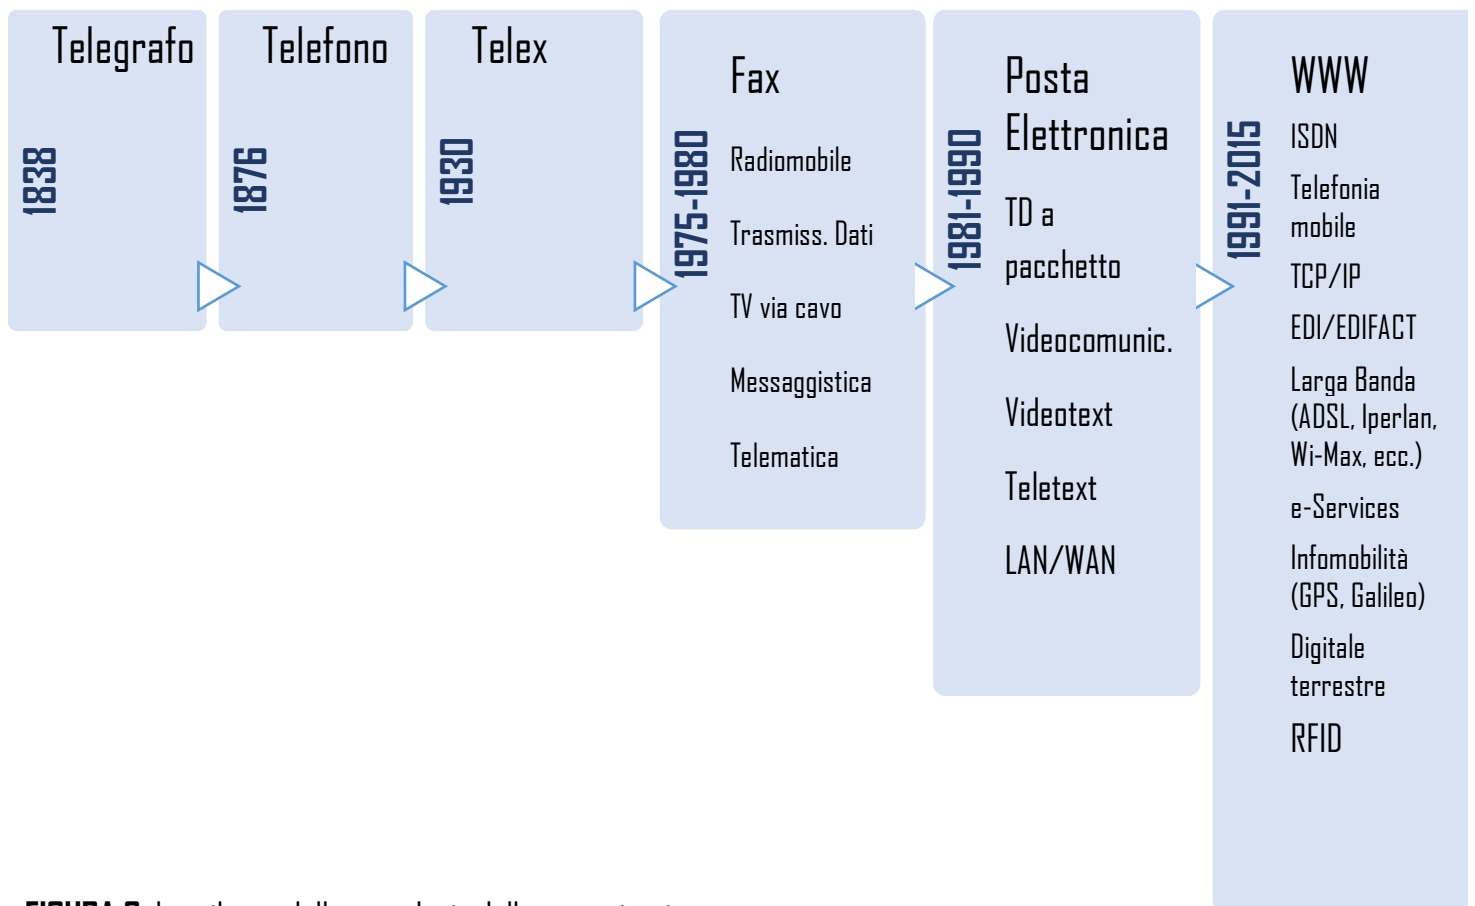 Telegrafo
1838
Telefono
1876
Telex
1930
1975-1980
Fax
Radiomobile
Trasmiss. Dati
TV via cavo
Messaggistica
Telematica
1981-1990
Posta
Elettronica
TD a
pacchetto
Videocomunic.
Videotext
Teletext
LAN/WAN
1991-2015
WWW
ISDN
Telefonia
mobile
TCP/IP
EDI/EDIFACT
Larga Banda
(ADSL, Iperlan,
Wi-Max, ecc.)
e-Services
Infomobilità
(GPS, Galileo)
Digitale
terrestre
RFID